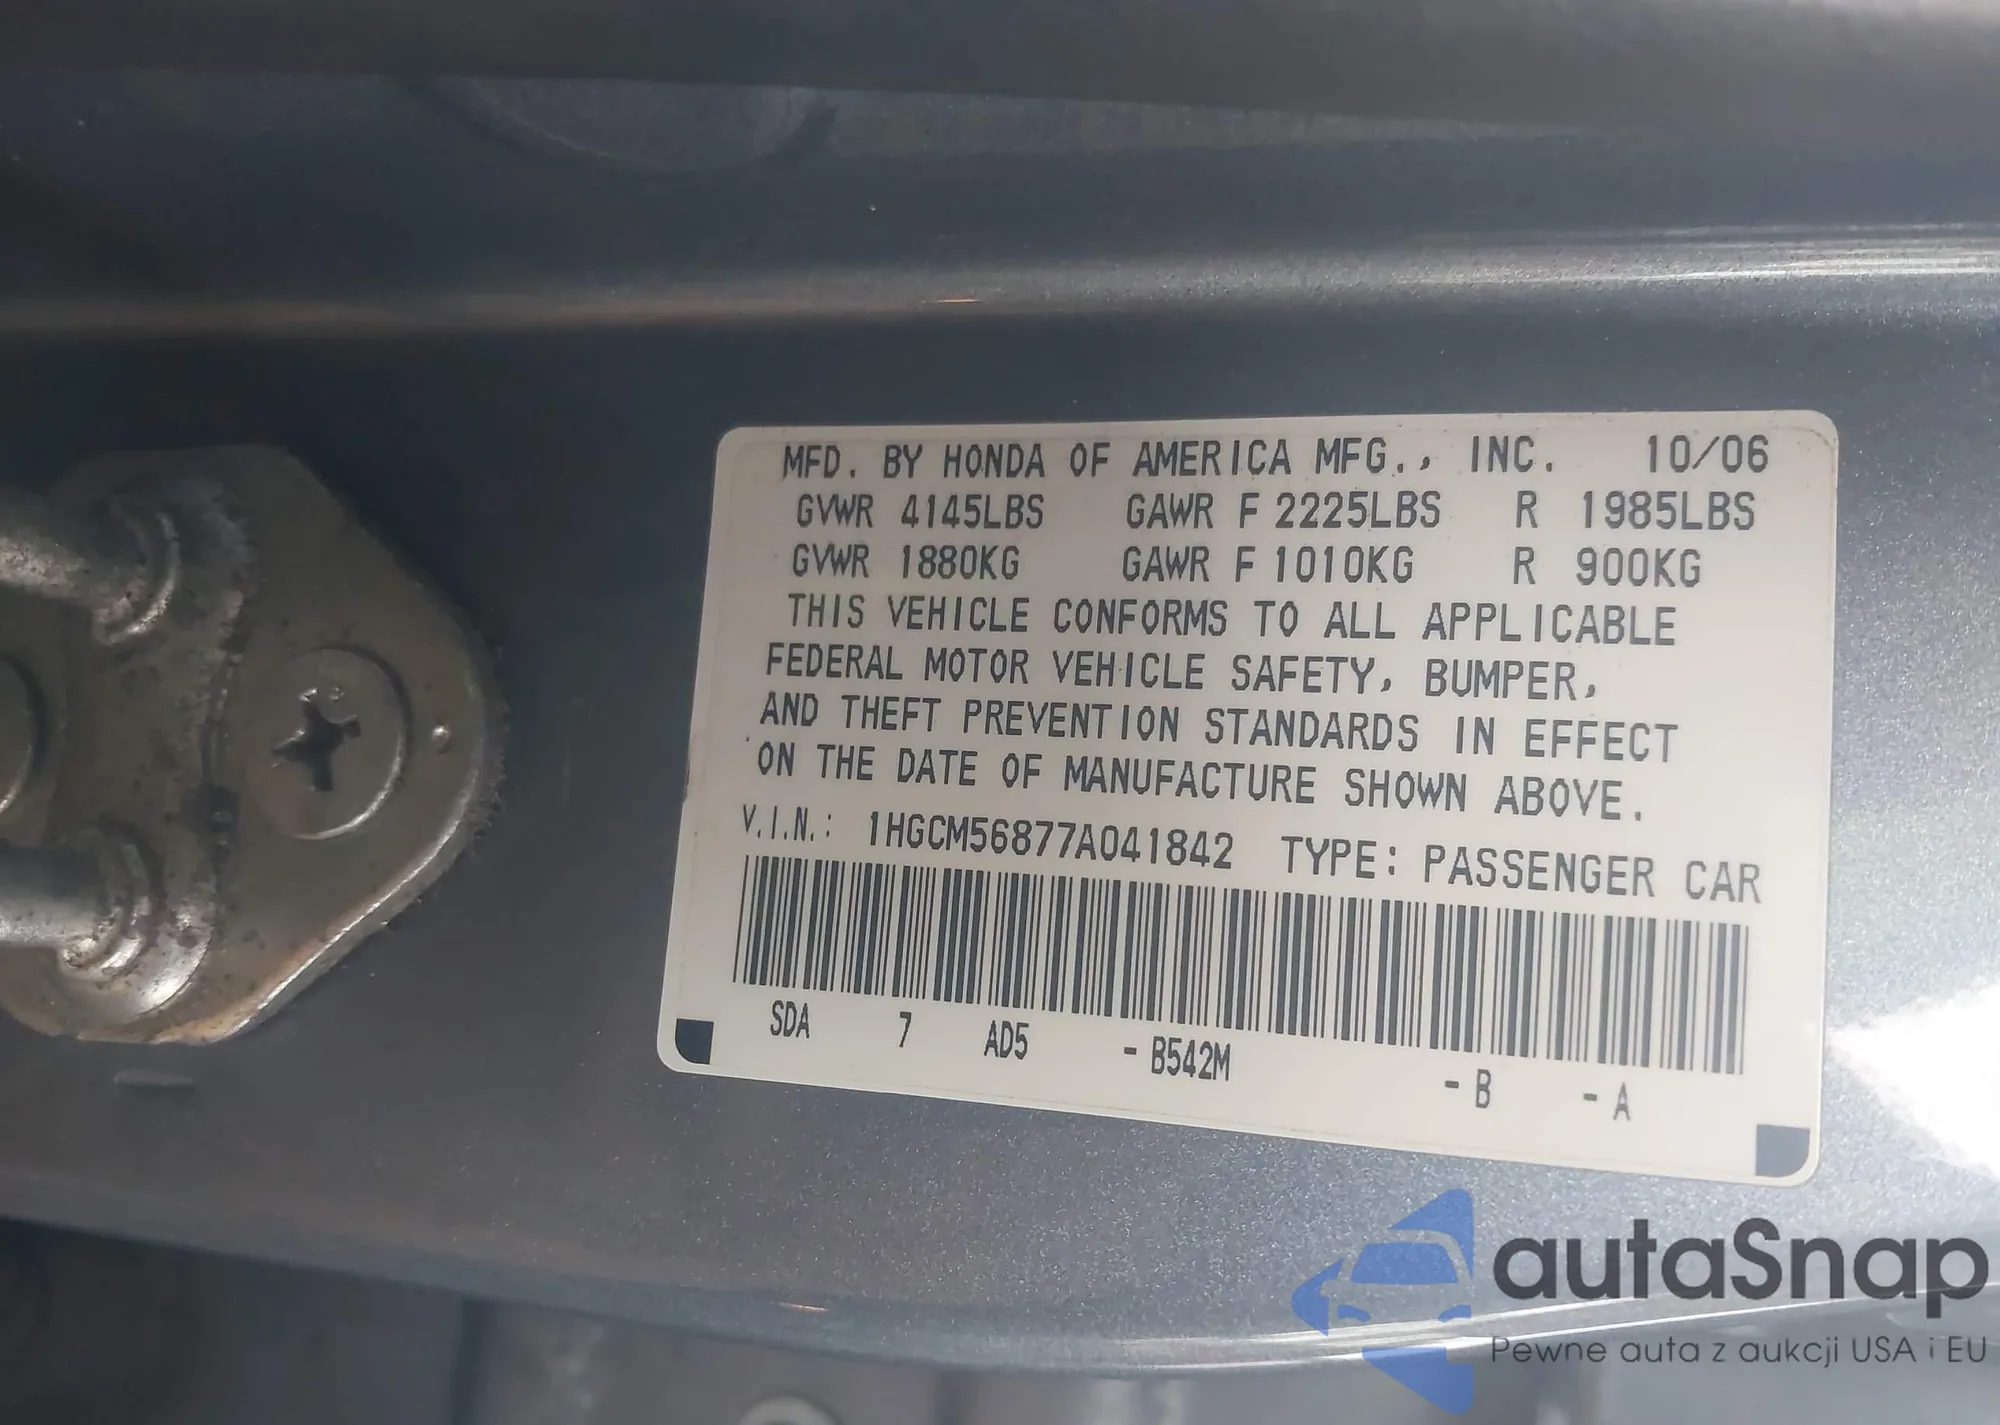 MFD. BY HONDA OF AMERICA MFG., INC. 10/06
GVWR 4145LBS GAWR F 2225LBS R 1985LBS
GVWR 1880KG GAWR F 1010KG R 900KG
THIS VEHICLE CONFORMS TO ALL APPLICABLE
FEDERAL MOTOR VEHICLE SAFETY, BUMPER,
AND THEFT PREVENTION STANDARDS IN EFFECT
ON THE DATE OF MANUFACTURE SHOWN ABOVE.
V.I.N.: 1HGCM56877A041842 TYPE: PASSENGER CAR
SDA 7 AD5 - B542M - B - A
autaSnap
Pewne auta z aukcji USA i EU